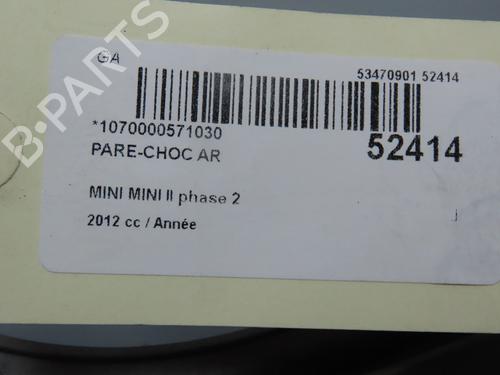 GA
53470901 52414
*1070000571030
52414
PARE-CHOC AR
MINI MINI II phase 2
2012 cc / Année
B-PARTS